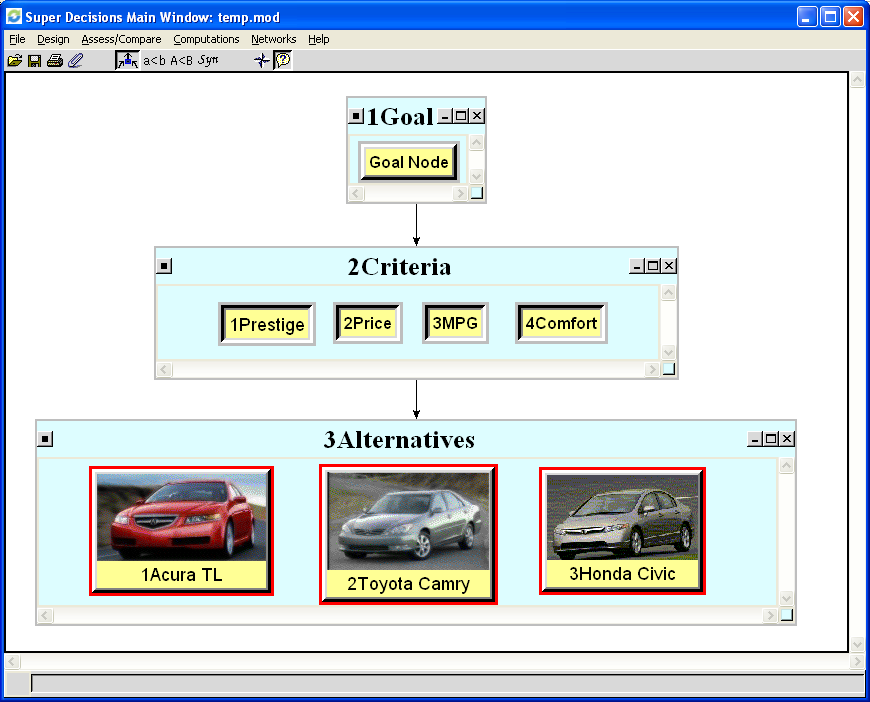 Super Decisions Main Window: temp.mod
File Design Assess/Compare Computations Networks Help
a<b A<B Syn
1Goal
Goal Node
2Criteria
1Prestige 2Price 3MPG 4Comfort
3Alternatives
1Acura TL 2Toyota Camry 3Honda Civic